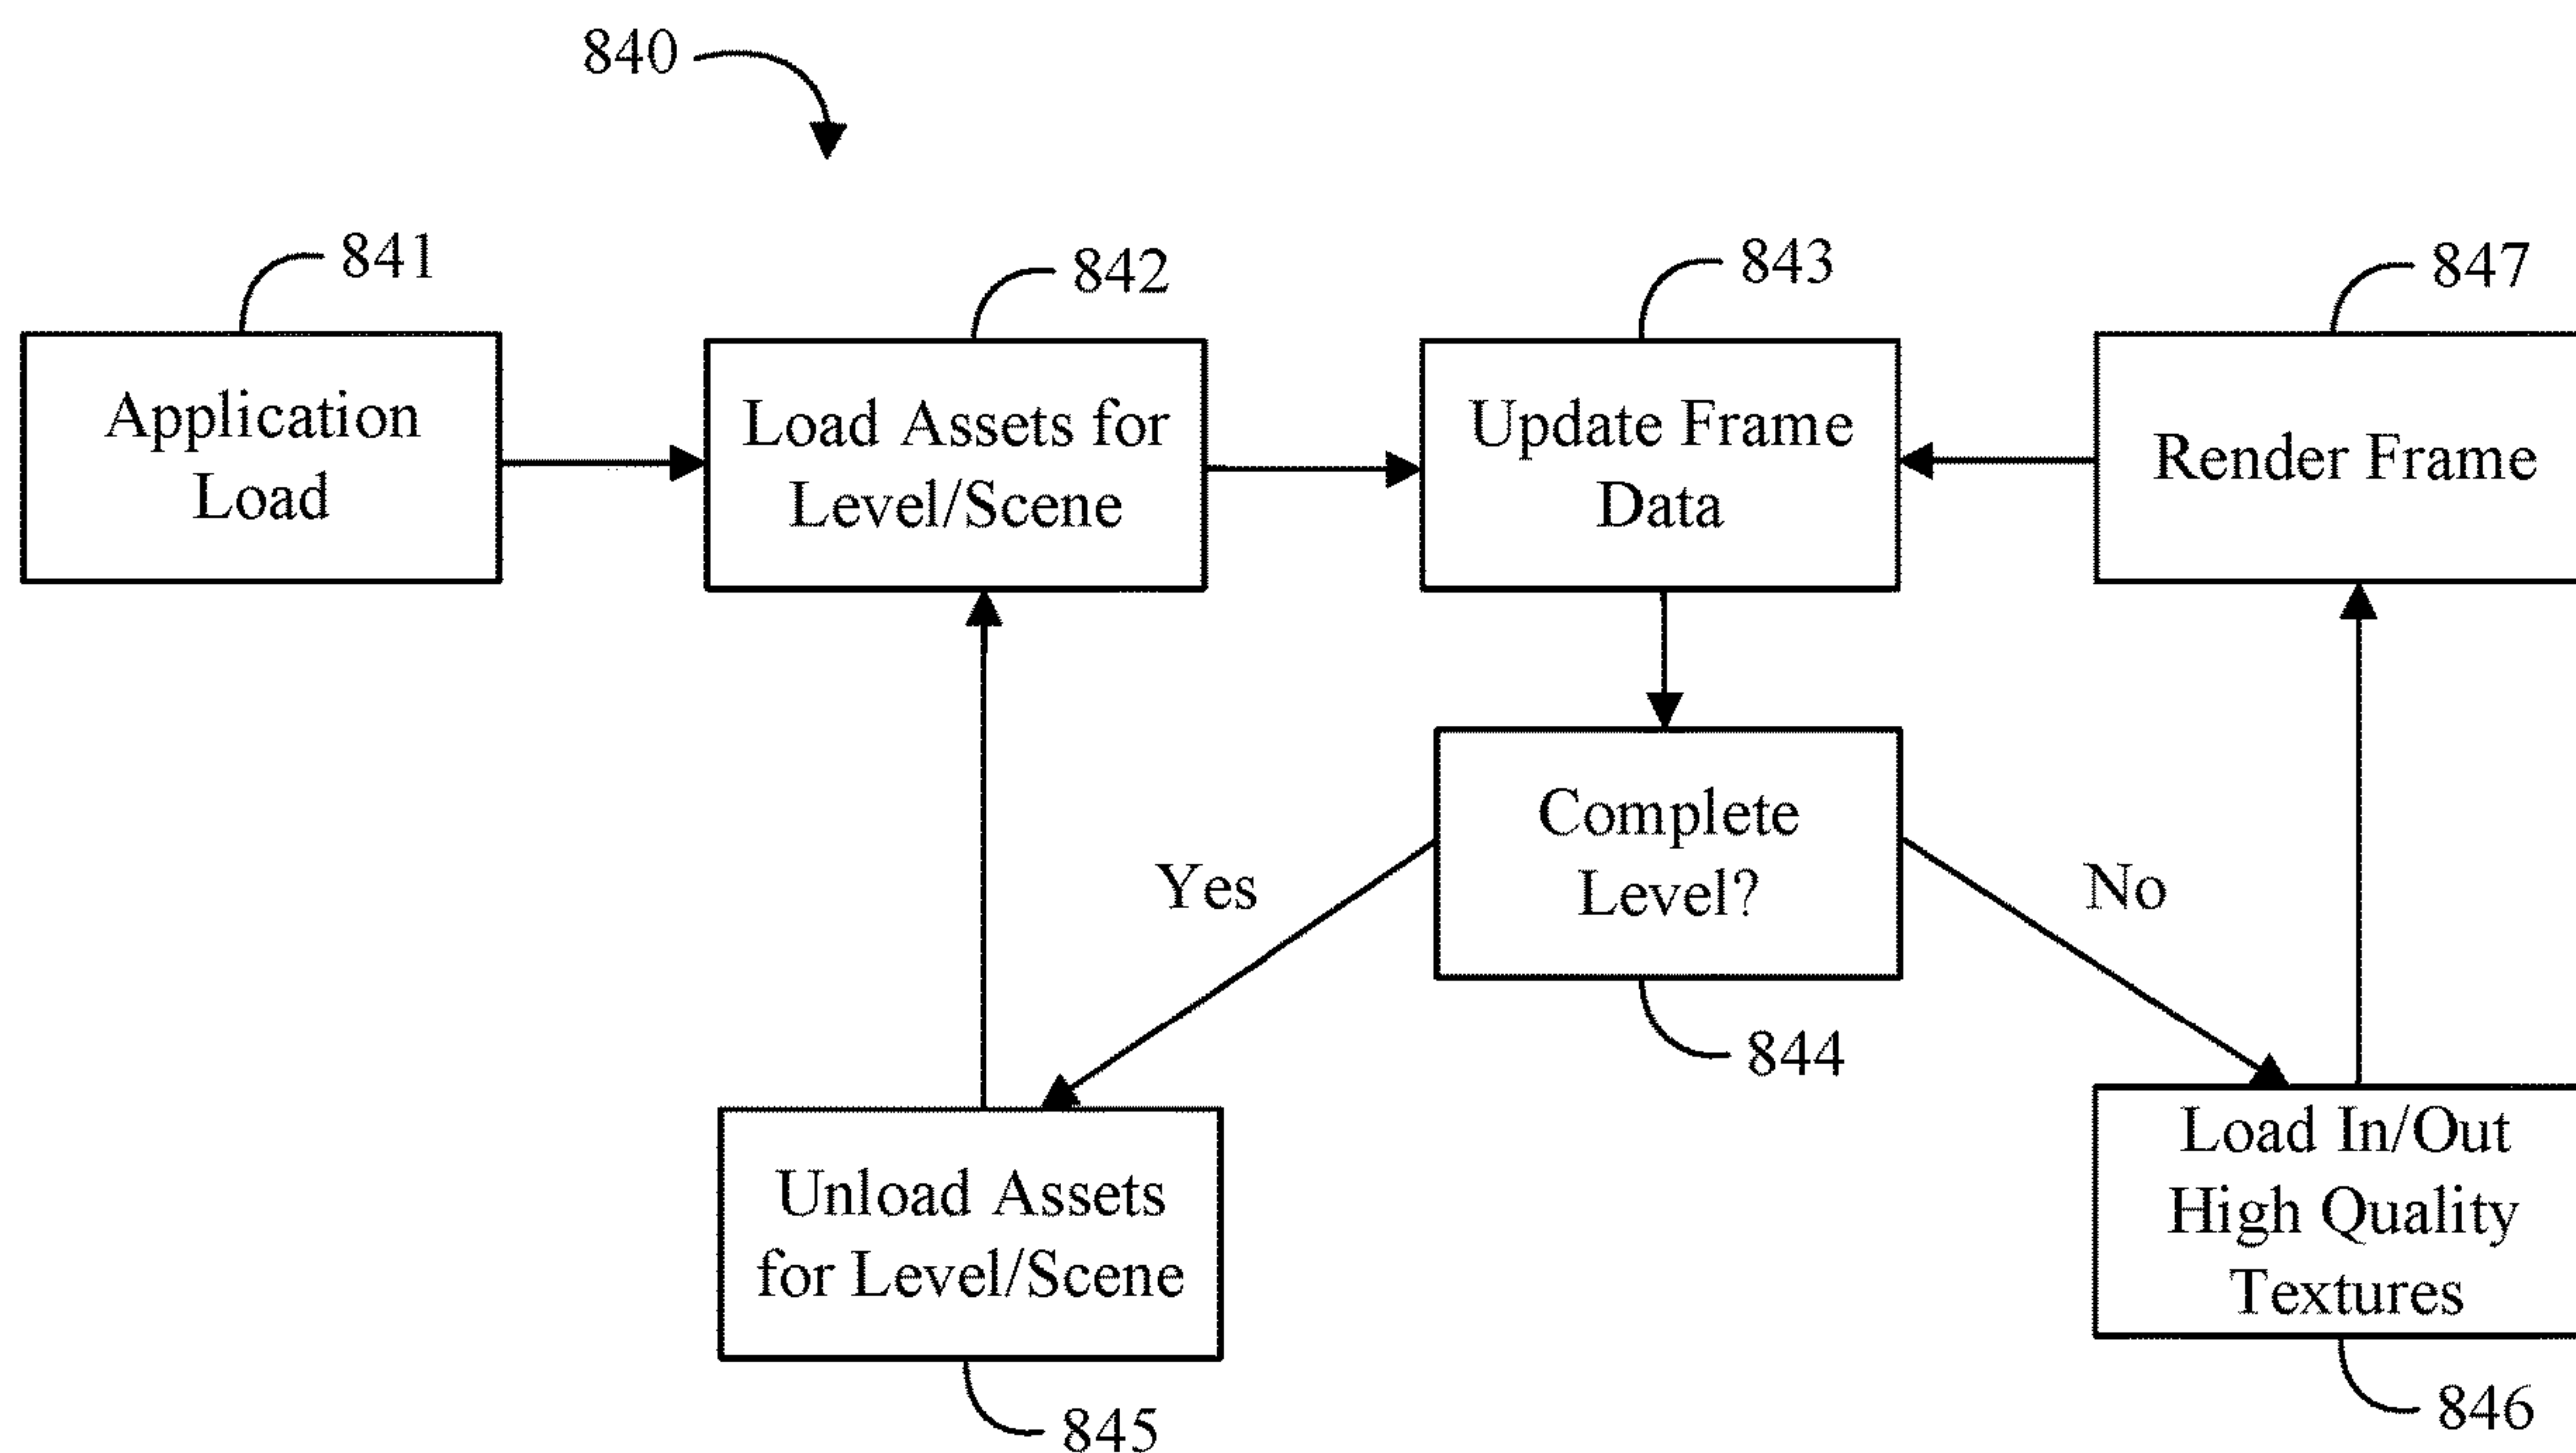 840
841
842
843
847
Application
Load
Load Assets for
Level/Scene
Update Frame
Data
Render Frame
Complete
Level?
Yes
No
844
Unload Assets
for Level/Scene
Load In/Out
High Quality
Textures
845
846